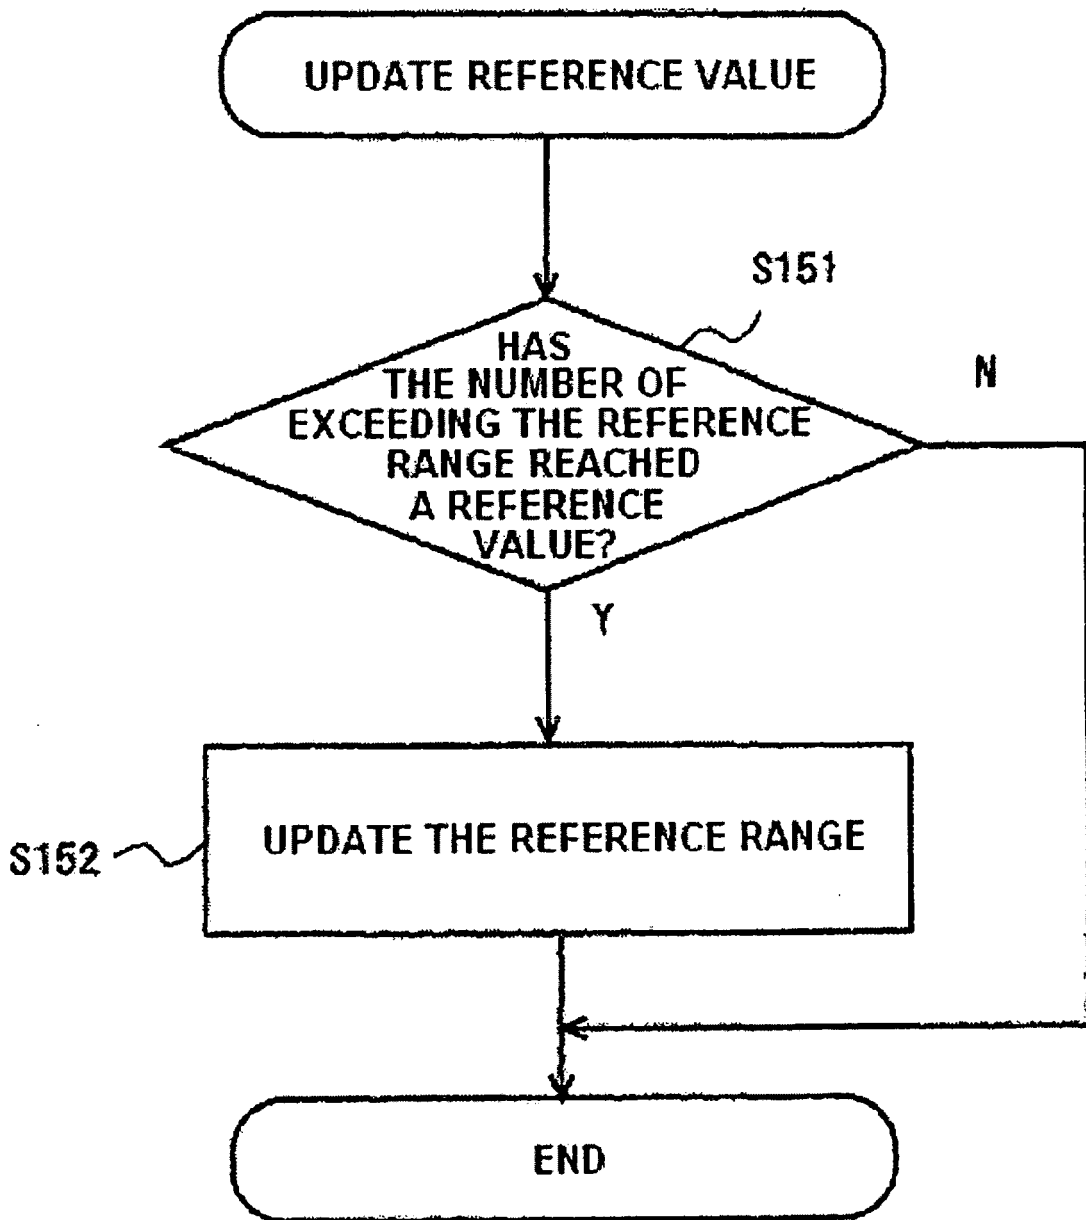 UPDATE REFERENCE VALUE
S151
HAS
THE NUMBER OF
EXCEEDING THE REFERENCE
RANGE REACHED
A REFERENCE
VALUE?
N
Y
UPDATE THE REFERENCE RANGE
S152
END